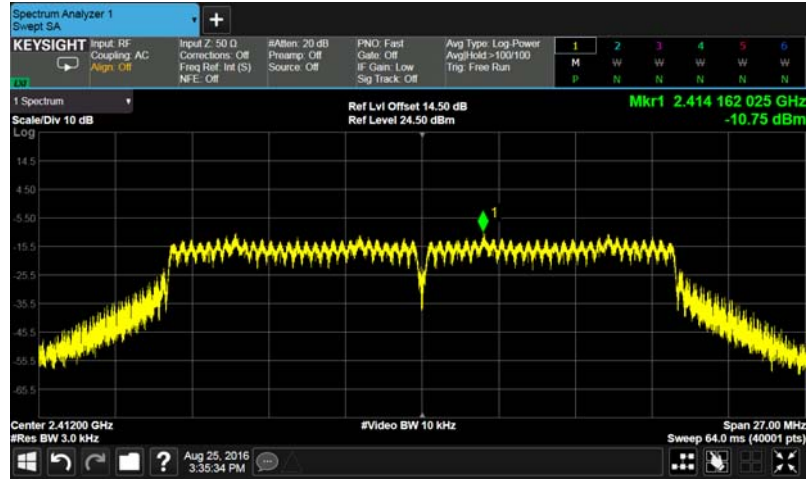 Spectrum Analyzer 1
Swept SA
+
KEYSIGHT
Input: RF
Coupling: AC
Align: Off
Input Z: 50 Ω
Corrections: Off
Freq Ref: Int (S)
NFE: Off
#Atten: 20 dB
Preamp: Off
Source: Off
PNO: Fast
Gate: Off
IF Gain: Low
Sig Track: Off
Avg Type: Log-Power
Avg|Hold:>100/100
Trig: Free Run
1 2 3 4 5 6
M W W W W W
P N N N N N
EXT
1 Spectrum
Scale/Div 10 dB
Log
Ref Lvl Offset 14.50 dB
Ref Level 24.50 dBm
Mkr1 2.414 162 025 GHz
-10.75 dBm
14.5
4.50
-5.50
-15.5
-25.5
-35.5
-45.5
-55.5
-65.5
1
Center 2.41200 GHz
#Res BW 3.0 kHz
#Video BW 10 kHz
Span 27.00 MHz
Sweep 64.0 ms (40001 pts)
?
Aug 25, 2016
3:35:34 PM